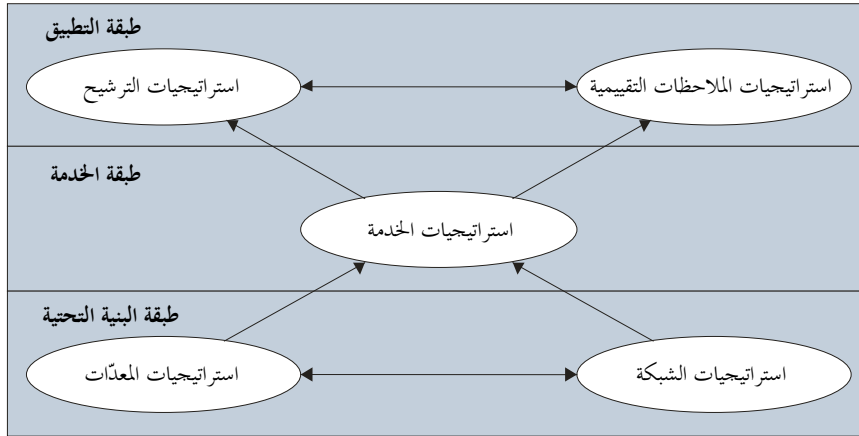 طبقة التطبيق
استراتيجيات الملاحظات التقييمية
استراتيجيات الترشيح
طبقة الخدمة
استراتيجيات الخدمة
طبقة البنية التحتية
استراتيجيات الشبكة
استراتيجيات المعدّات